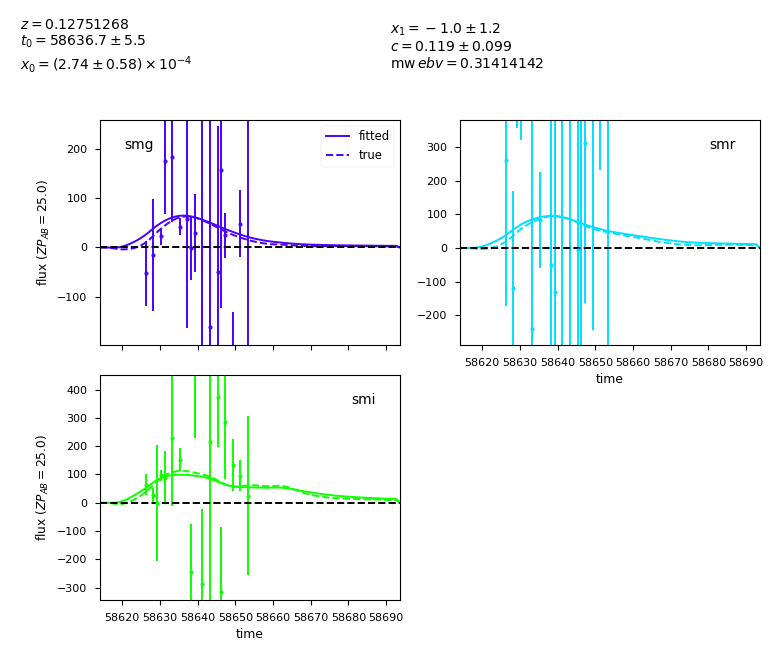 z = 0.12751268
t₀ = 58636.7 ± 5.5
x₀ = (2.74 ± 0.58) × 10⁻⁴
x₁ = −1.0 ± 1.2
c = 0.119 ± 0.099
mw ebv = 0.31414142
smg
fitted
true
200
100
0
−100
flux (ZP_AB = 25.0)
smr
300
200
100
0
−100
−200
58620 58630 58640 58650 58660 58670 58680 58690
time
smi
400
300
200
100
0
−100
−200
−300
flux (ZP_AB = 25.0)
58620 58630 58640 58650 58660 58670 58680 58690
time